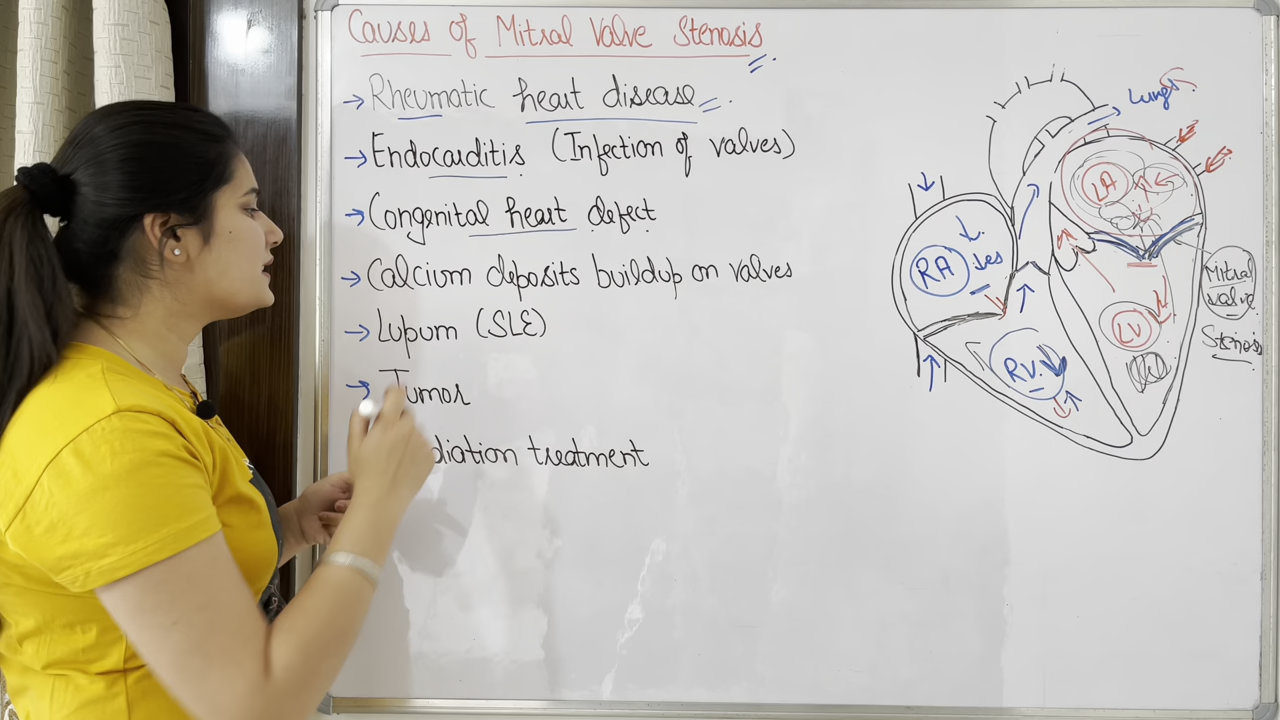 Causes of Mitral Valve Stenosis
→ Rheumatic heart disease
→ Endocarditis (Infection of valves)
→ Congenital heart defect
→ Calcium deposits buildup on valves
→ Lupum (SLE)
→ Tumor
diation treatment
Lungs
LA
RA
LV
RV
Mitral
valve
Stenosis